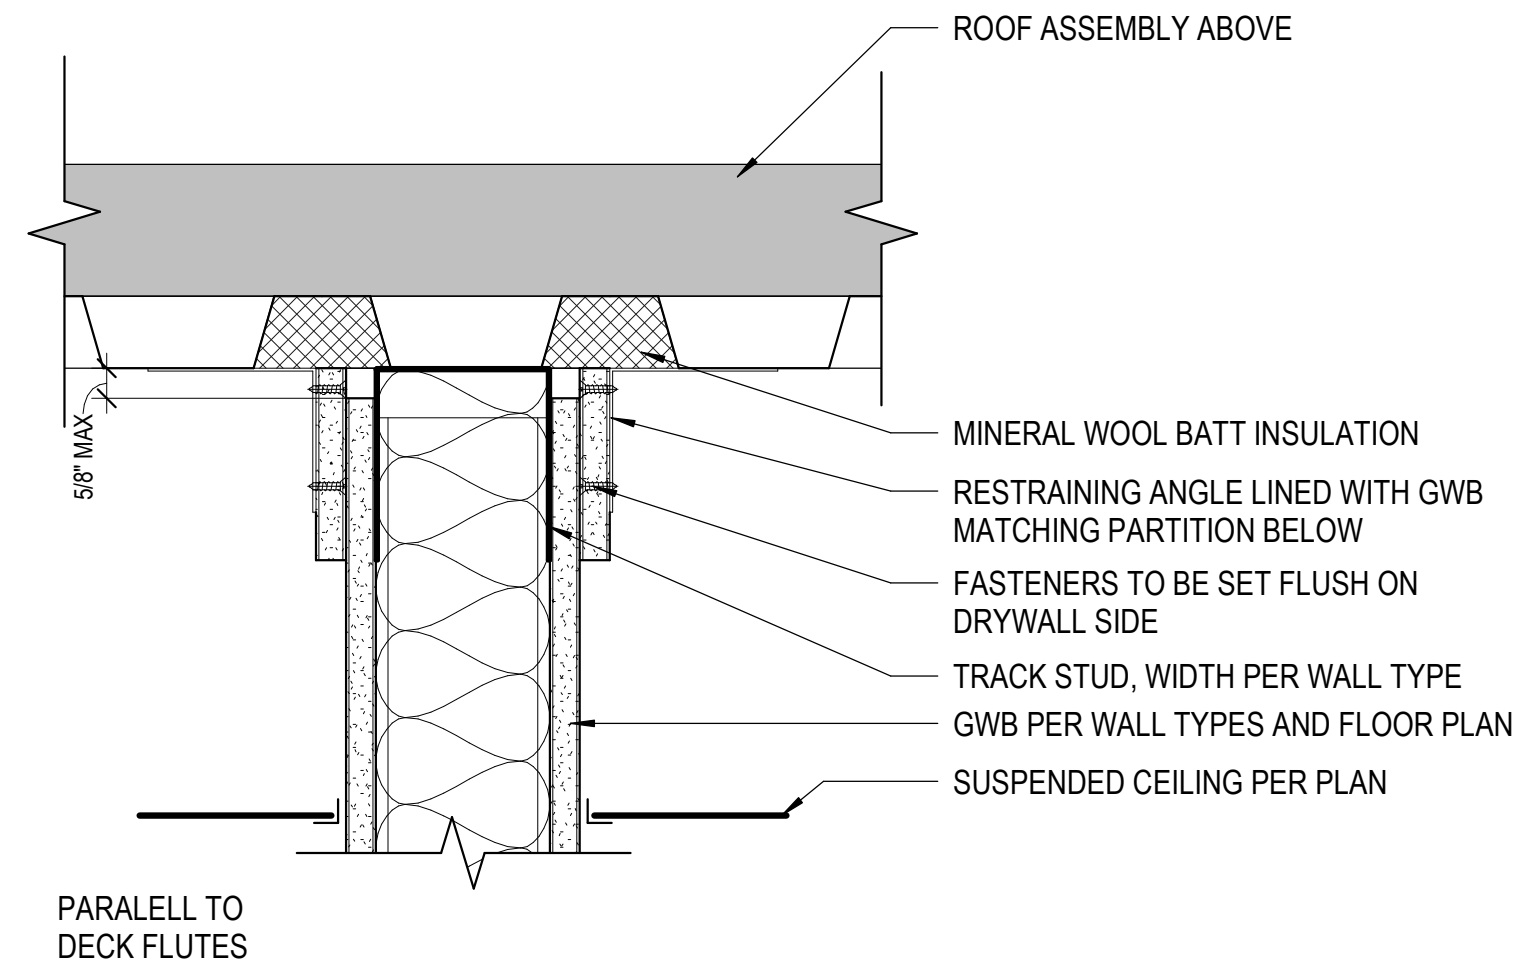 ROOF ASSEMBLY ABOVE
5/8" MAX
MINERAL WOOL BATT INSULATION
RESTRAINING ANGLE LINED WITH GWB
MATCHING PARTITION BELOW
FASTENERS TO BE SET FLUSH ON
DRYWALL SIDE
TRACK STUD, WIDTH PER WALL TYPE
GWB PER WALL TYPES AND FLOOR PLAN
SUSPENDED CEILING PER PLAN
PARALELL TO
DECK FLUTES